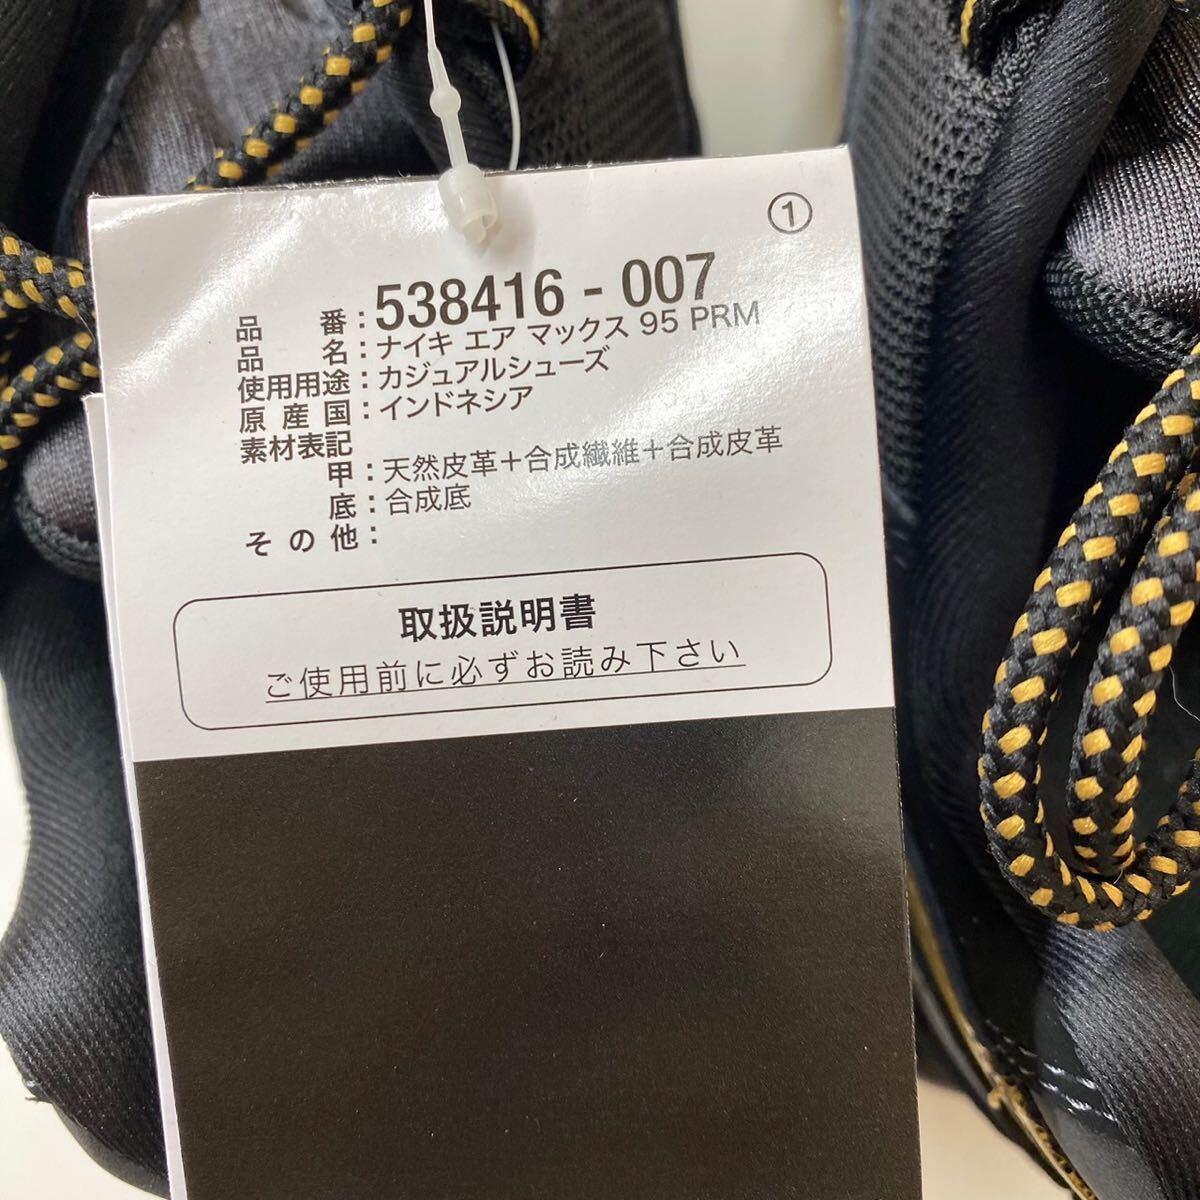 ①
品番：538416 - 007
品名：ナイキ エア マックス 95 PRM
使用用途：カジュアルシューズ
原産国：インドネシア
素材表記
甲：天然皮革＋合成繊維＋合成皮革
底：合成底
その他：
取扱説明書
ご使用前に必ずお読み下さい